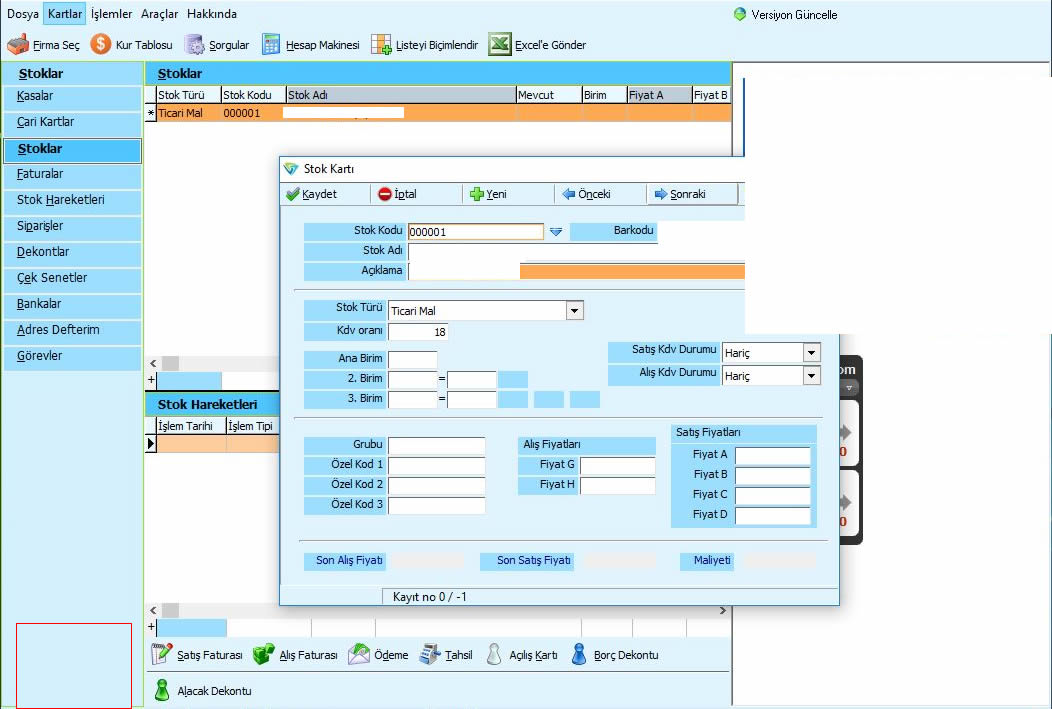 Dosya Kartlar İşlemler Araçlar Hakkında
Versiyon Güncelle
Firma Seç Kur Tablosu Sorgular Hesap Makinesi Listeyi Biçimlendir Excel'e Gönder
Stoklar
Kasalar
Çari Kartlar
Stoklar
Faturalar
Stok Hareketleri
Siparişler
Dekontlar
Çek Senetler
Bankalar
Adres Defterim
Görevler
Stoklar
Stok Türü Stok Kodu Stok Adı Mevcut Birim Fiyat A Fiyat B
* Ticari Mal 000001
Stok Kartı
Kaydet İptal Yeni Önceki Sonraki
Stok Kodu 000001 Barkodu
Stok Adı
Açıklama
Stok Türü Ticari Mal
Kdv oranı 18
Ana Birim
2. Birim =
3. Birim =
Satış Kdv Durumu Hariç
Alış Kdv Durumu Hariç
Grubu
Özel Kod 1
Özel Kod 2
Özel Kod 3
Alış Fiyatları
Fiyat G
Fiyat H
Satış Fiyatları
Fiyat A
Fiyat B
Fiyat C
Fiyat D
Son Alış Fiyatı Son Satış Fiyatı Maliyeti
Kayıt no 0 / -1
om
0
0
+
Stok Hareketleri
İşlem Tarihi İşlem Tipi
+
Satış Faturası Alış Faturası Ödeme Tahsil Açılış Kartı Borç Dekontu
Alacak Dekontu